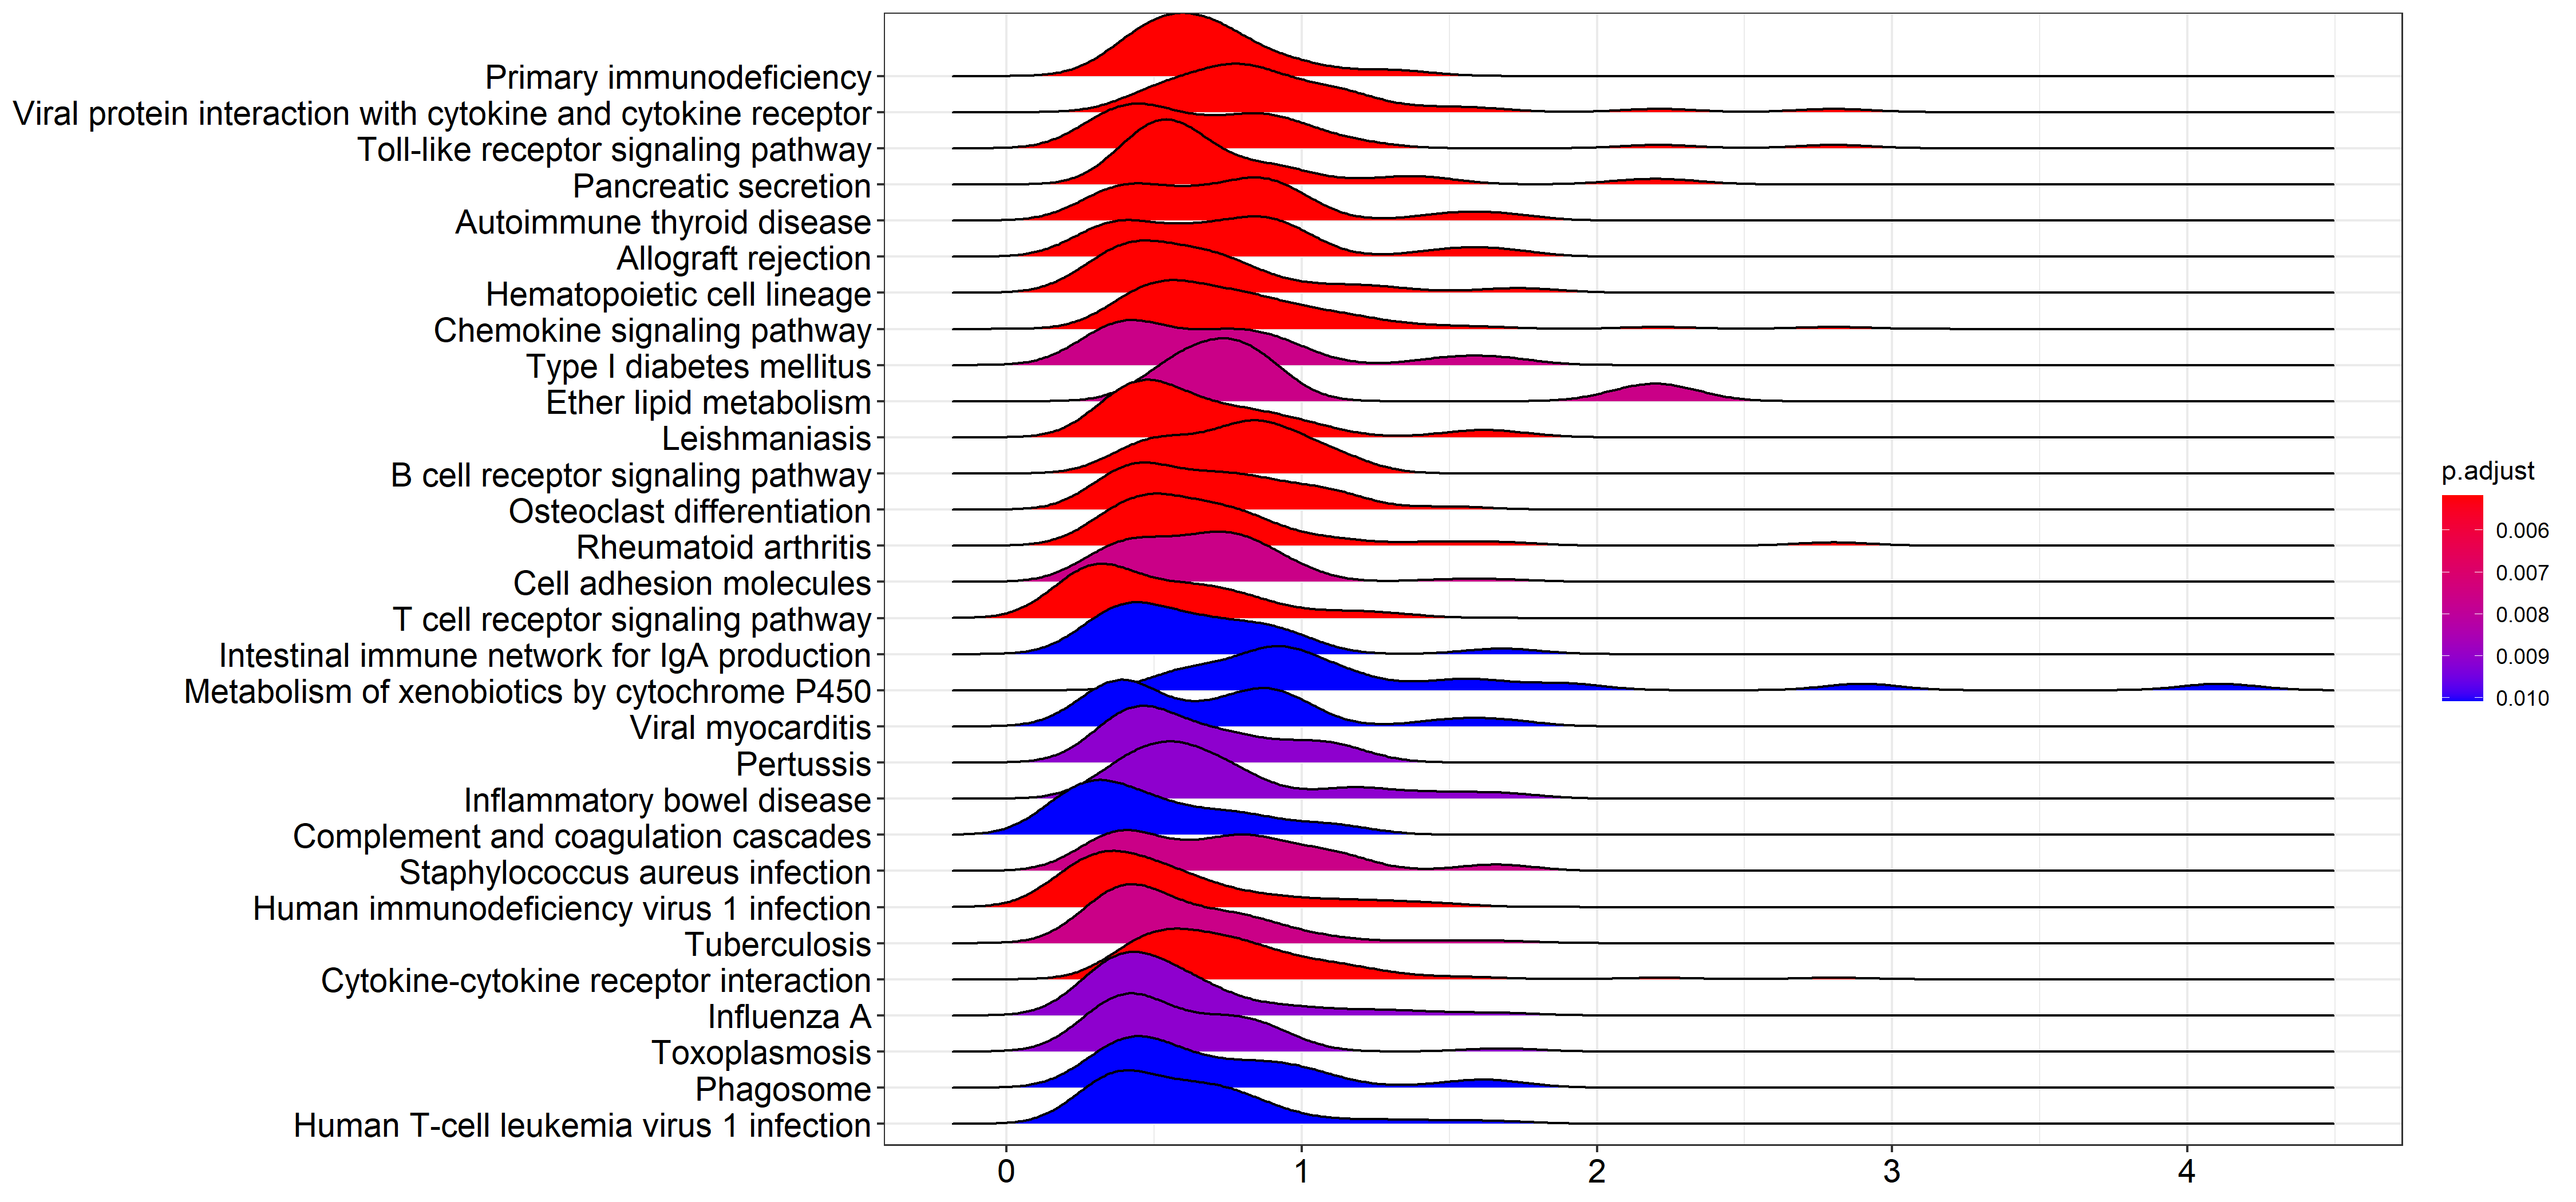 Primary immunodeficiency
Viral protein interaction with cytokine and cytokine receptor
Toll-like receptor signaling pathway
Pancreatic secretion
Autoimmune thyroid disease
Allograft rejection
Hematopoietic cell lineage
Chemokine signaling pathway
Type I diabetes mellitus
Ether lipid metabolism
Leishmaniasis
B cell receptor signaling pathway
Osteoclast differentiation
Rheumatoid arthritis
Cell adhesion molecules
T cell receptor signaling pathway
Intestinal immune network for IgA production
Metabolism of xenobiotics by cytochrome P450
Viral myocarditis
Pertussis
Inflammatory bowel disease
Complement and coagulation cascades
Staphylococcus aureus infection
Human immunodeficiency virus 1 infection
Tuberculosis
Cytokine-cytokine receptor interaction
Influenza A
Toxoplasmosis
Phagosome
Human T-cell leukemia virus 1 infection
0 1 2 3 4
p.adjust
0.006
0.007
0.008
0.009
0.010